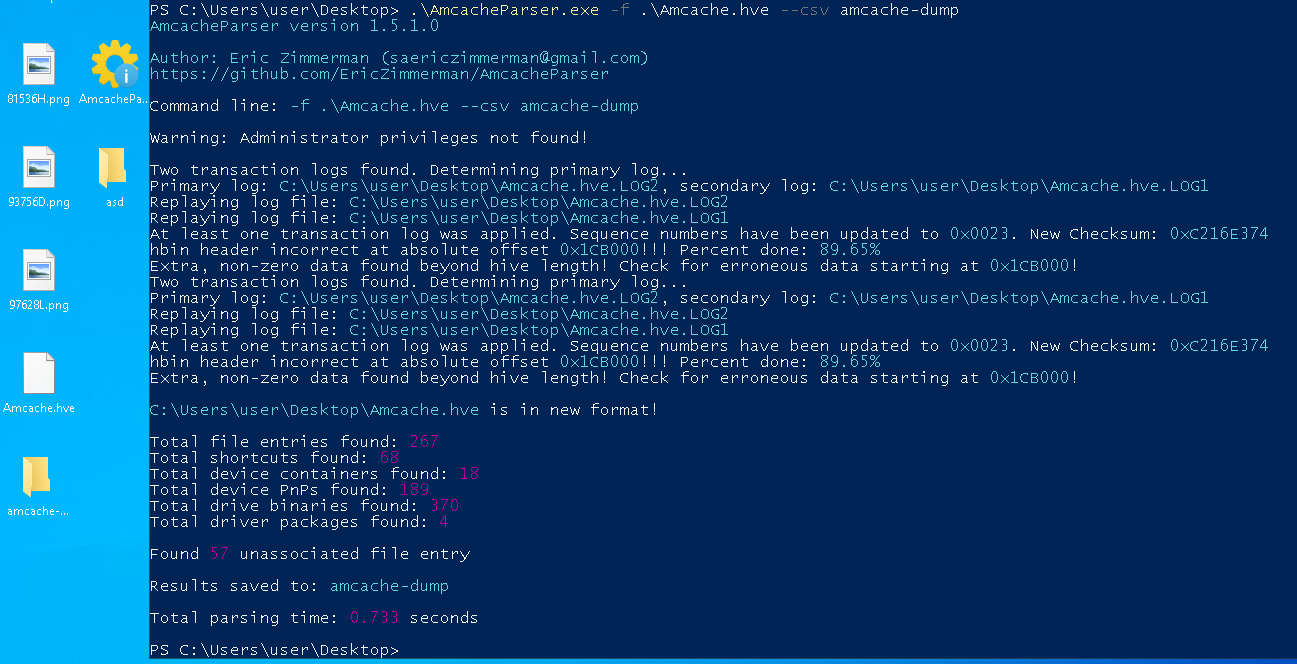 PS C:\Users\user\Desktop> .\AmcacheParser.exe -f .\Amcache.hve --csv amcache-dump
AmcacheParser version 1.5.1.0
Author: Eric Zimmerman (saericzimmerman@gmail.com)
https://github.com/EricZimmerman/AmcacheParser
Command line: -f .\Amcache.hve --csv amcache-dump
Warning: Administrator privileges not found!
Two transaction logs found. Determining primary log...
Primary log: C:\Users\user\Desktop\Amcache.hve.LOG2, secondary log: C:\Users\user\Desktop\Amcache.hve.LOG1
Replaying log file: C:\Users\user\Desktop\Amcache.hve.LOG2
Replaying log file: C:\Users\user\Desktop\Amcache.hve.LOG1
At least one transaction log was applied. Sequence numbers have been updated to 0x0023. New Checksum: 0xC216E374
hbin header incorrect at absolute offset 0x1CB000!!! Percent done: 89.65%
Extra, non-zero data found beyond hive length! Check for erroneous data starting at 0x1CB000!
Two transaction logs found. Determining primary log...
Primary log: C:\Users\user\Desktop\Amcache.hve.LOG2, secondary log: C:\Users\user\Desktop\Amcache.hve.LOG1
Replaying log file: C:\Users\user\Desktop\Amcache.hve.LOG2
Replaying log file: C:\Users\user\Desktop\Amcache.hve.LOG1
At least one transaction log was applied. Sequence numbers have been updated to 0x0023. New Checksum: 0xC216E374
hbin header incorrect at absolute offset 0x1CB000!!! Percent done: 89.65%
Extra, non-zero data found beyond hive length! Check for erroneous data starting at 0x1CB000!
C:\Users\user\Desktop\Amcache.hve is in new format!
Total file entries found: 267
Total shortcuts found: 68
Total device containers found: 18
Total device PnPs found: 189
Total drive binaries found: 370
Total driver packages found: 4
Found 57 unassociated file entry
Results saved to: amcache-dump
Total parsing time: 0.733 seconds
PS C:\Users\user\Desktop>
81536H.png
AmcachePa...
93756D.png
asd
97628L.png
Amcache.hve
amcache-...